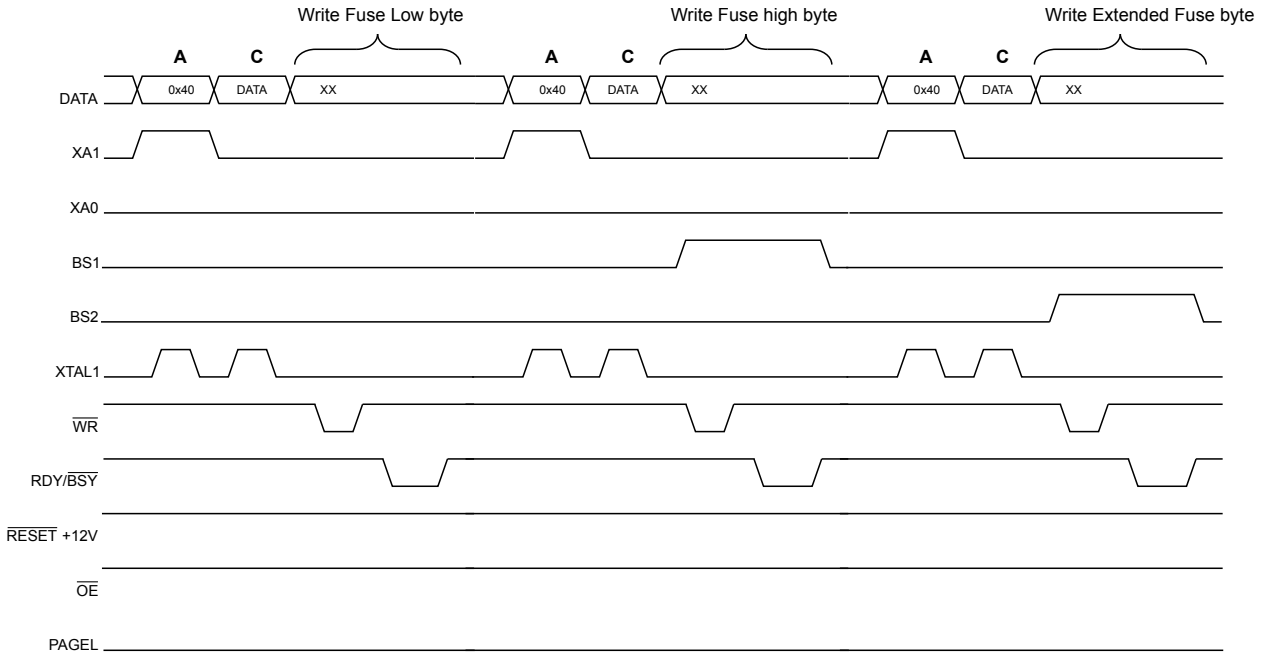 Write Fuse Low byte Write Fuse high byte Write Extended Fuse byte
A C A C A C
DATA 0x40 DATA XX 0x40 DATA XX 0x40 DATA XX
XA1
XA0
BS1
BS2
XTAL1
WR
RDY/BSY
RESET +12V
OE
PAGEL